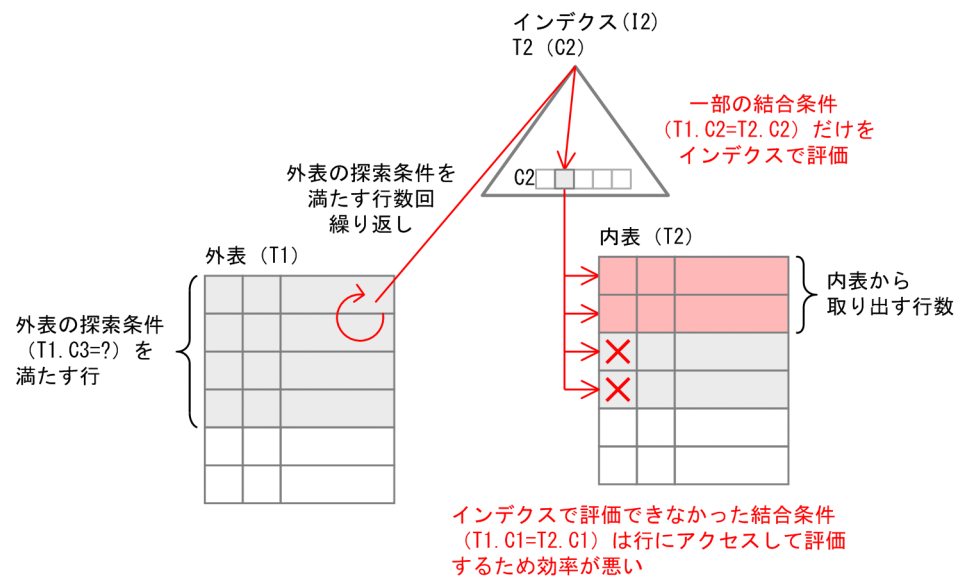 インデクス(I2)
T2（C2）
一部の結合条件
（T1.C2=T2.C2）だけを
インデクスで評価
外表の探索条件を
満たす行数回
繰り返し
C2
外表（T1）
内表（T2）
外表の探索条件
（T1.C3=?）を
満たす行
内表から
取り出す行数
インデクスで評価できなかった結合条件
（T1.C1=T2.C1）は行にアクセスして評価
するため効率が悪い